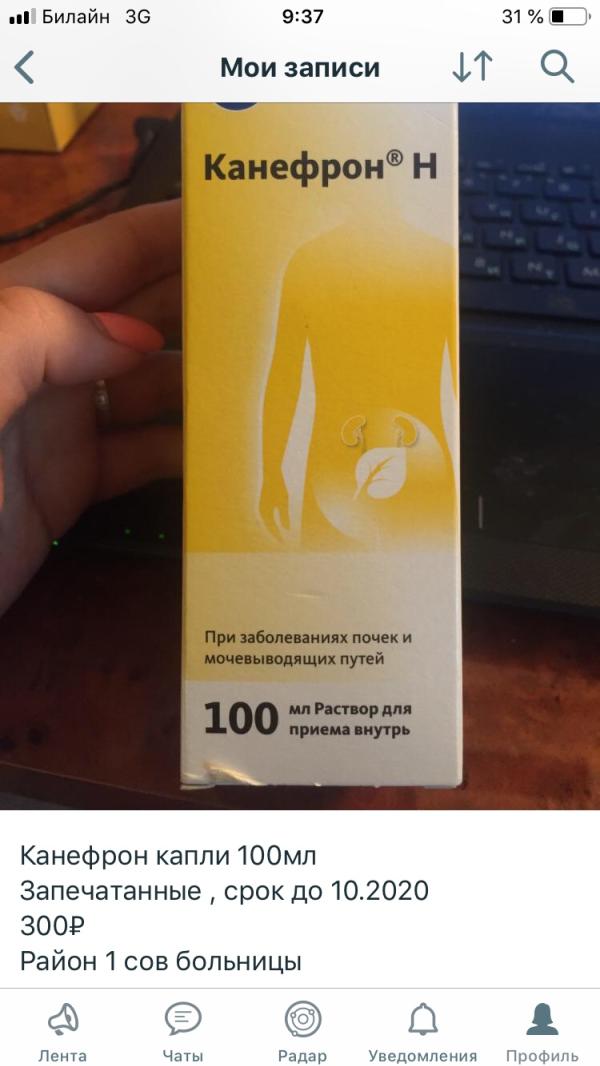 Билайн 3G 9:37 31 %
Мои записи
Канефрон® Н
При заболеваниях почек и
мочевыводящих путей
100 мл Раствор для
приема внутрь
Канефрон капли 100мл
Запечатанные , срок до 10.2020
300₽
Район 1 сов больницы
Лента Чаты Радар Уведомления Профиль